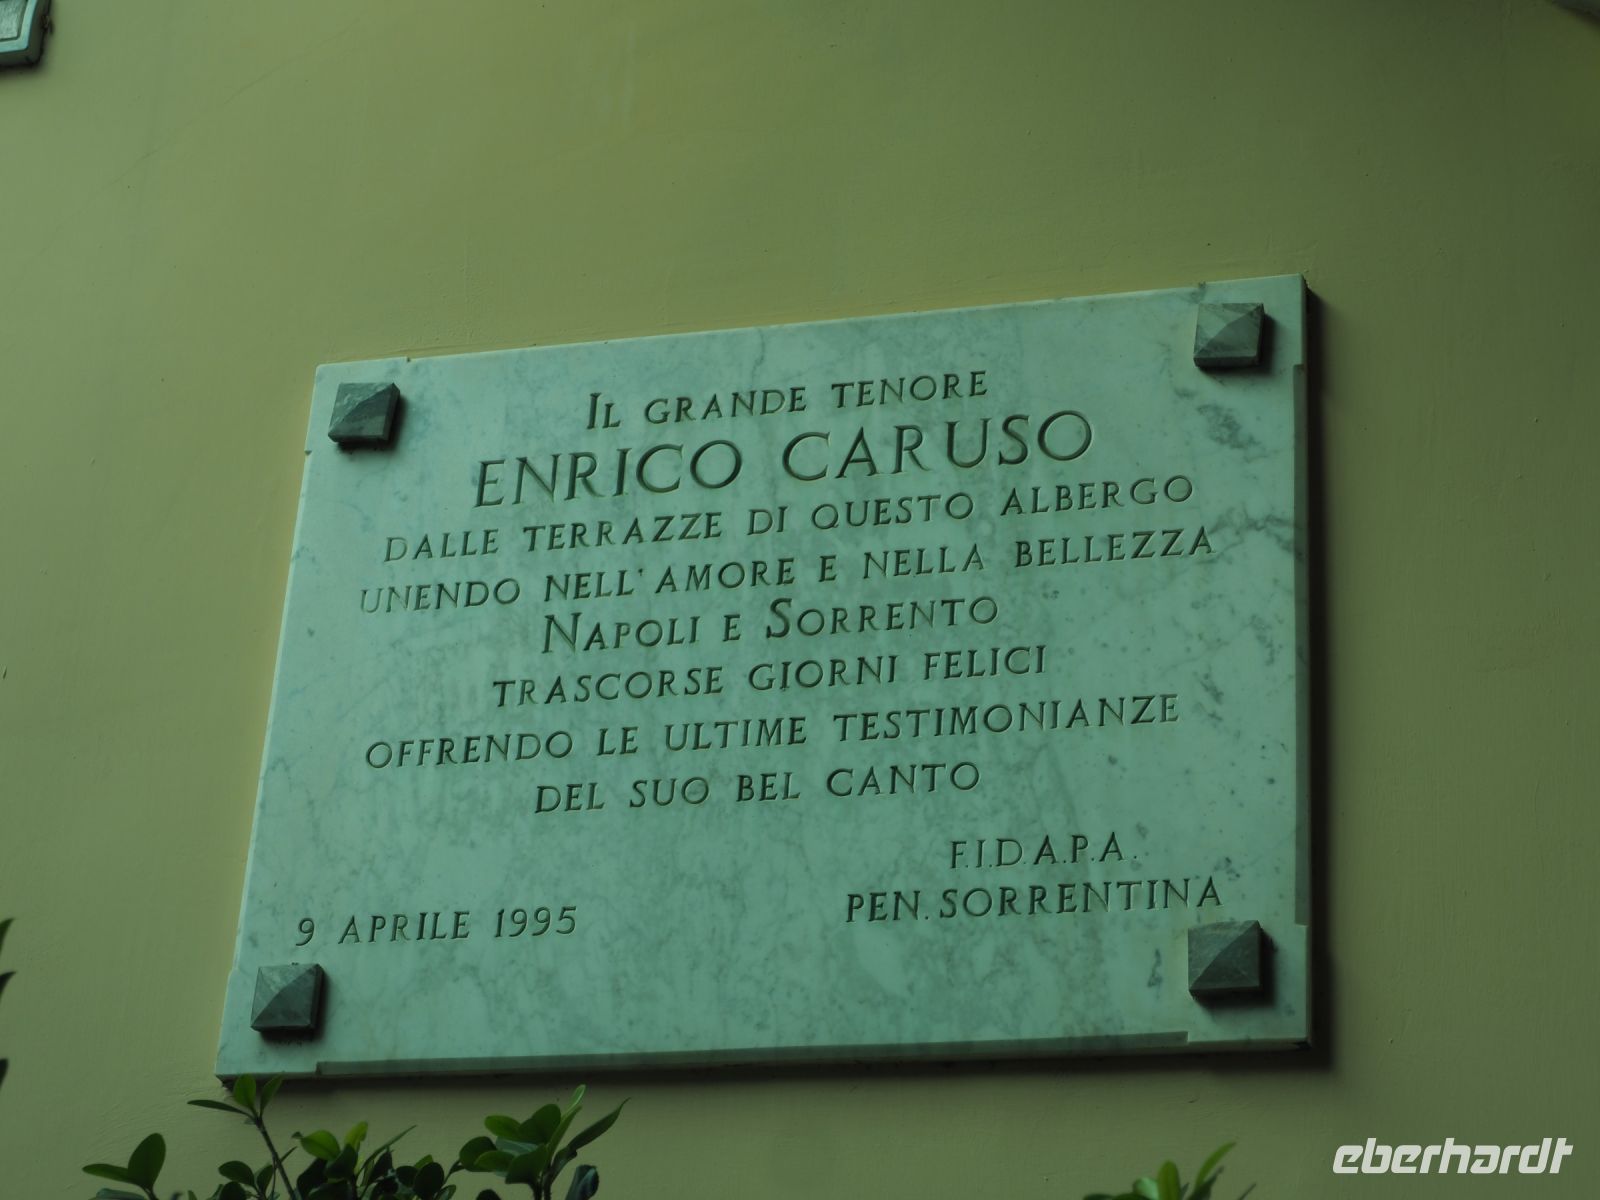 IL GRANDE TENORE
ENRICO CARUSO
DALLE TERRAZZE DI QUESTO ALBERGO
UNENDO NELL'AMORE E NELLA BELLEZZA
NAPOLI E SORRENTO
TRASCORSE GIORNI FELICI
OFFRENDO LE ULTIME TESTIMONIANZE
DEL SUO BEL CANTO
F.I.D.A.P.A.
PEN. SORRENTINA
9 APRILE 1995
eberhardt